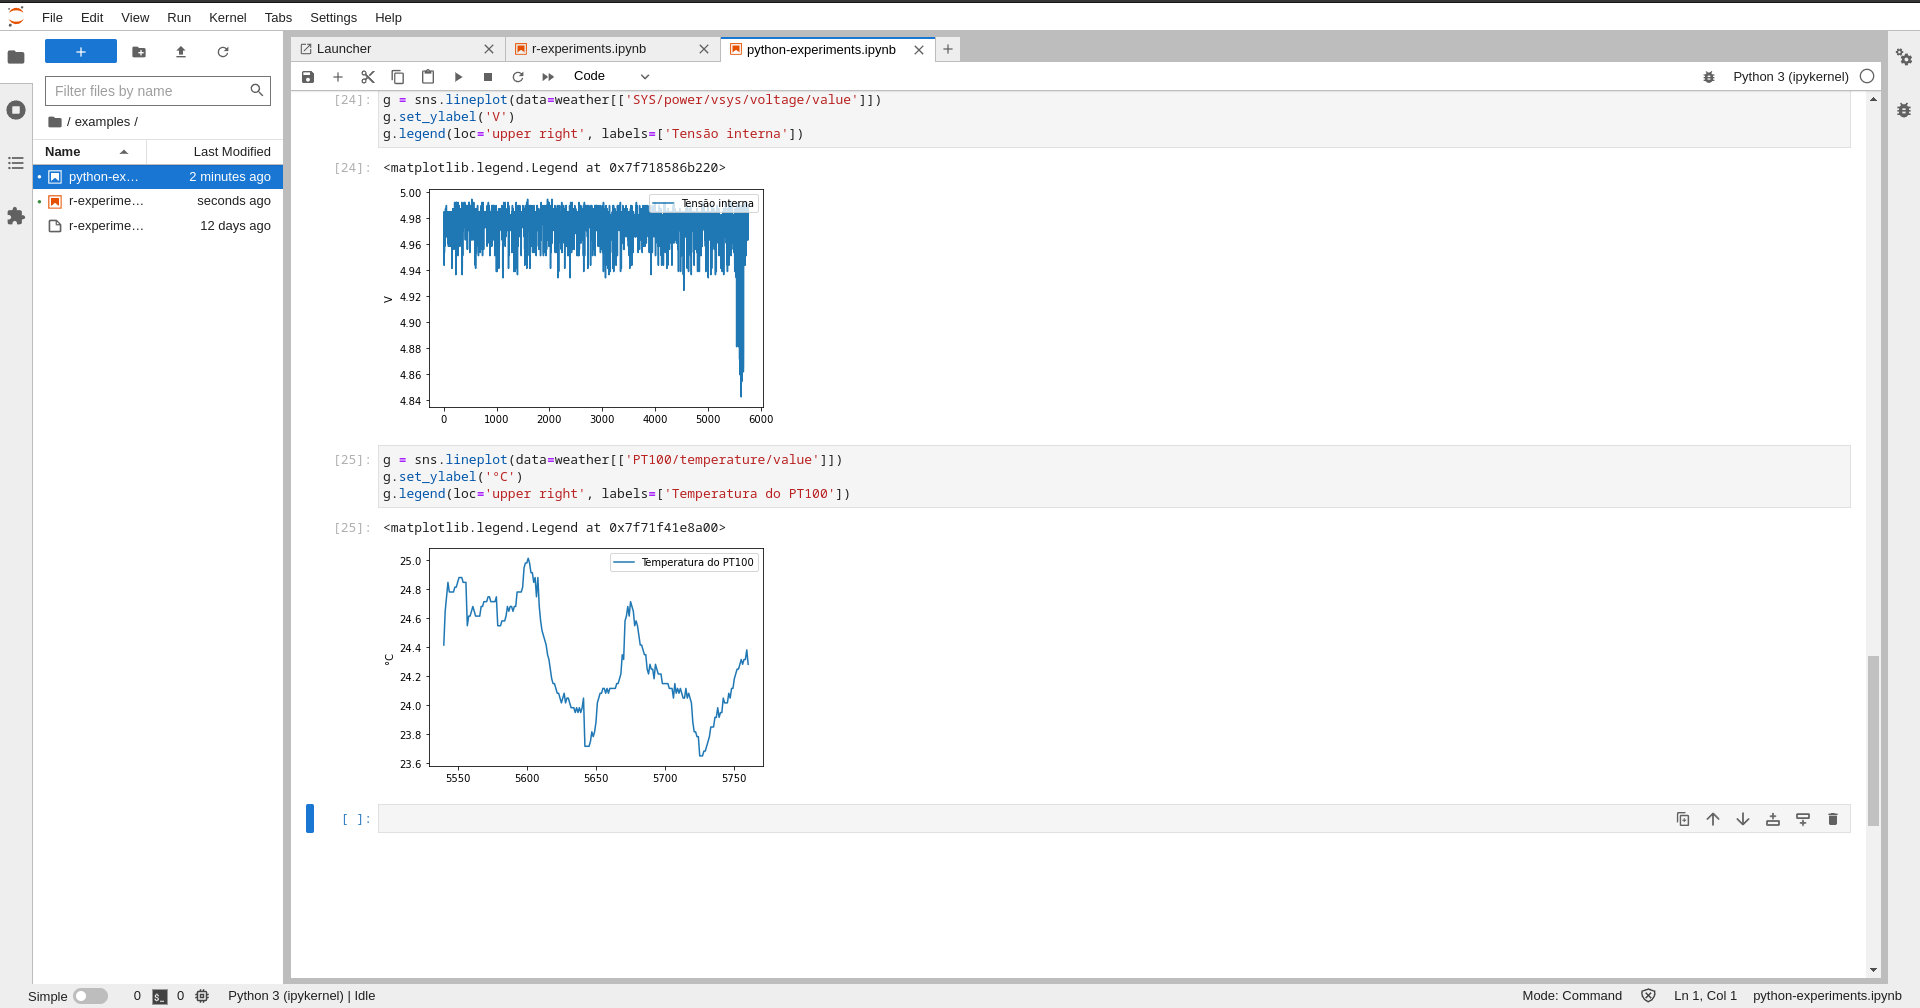 File Edit View Run Kernel Tabs Settings Help
Launcher
r-experiments.ipynb
python-experiments.ipynb
Filter files by name
/ examples /
Name Last Modified
python-ex… 2 minutes ago
r-experime… seconds ago
r-experime… 12 days ago
Code
Python 3 (ipykernel)
[24]: g = sns.lineplot(data=weather[['SYS/power/vsys/voltage/value']])
g.set_ylabel('V')
g.legend(loc='upper right', labels=['Tensão interna'])
[24]: <matplotlib.legend.Legend at 0x7f718586b220>
5.00
Tensão interna
4.98
4.96
4.94
4.92
V
4.90
4.88
4.86
4.84
0 1000 2000 3000 4000 5000 6000
[25]: g = sns.lineplot(data=weather[['PT100/temperature/value']])
g.set_ylabel('°C')
g.legend(loc='upper right', labels=['Temperatura do PT100'])
[25]: <matplotlib.legend.Legend at 0x7f71f41e8a00>
25.0
Temperatura do PT100
24.8
24.6
24.4
°C
24.2
24.0
23.8
23.6
5550 5600 5650 5700 5750
[ ]:
Simple 0 $_ 0 Python 3 (ipykernel) | Idle
Mode: Command Ln 1, Col 1 python-experiments.ipynb